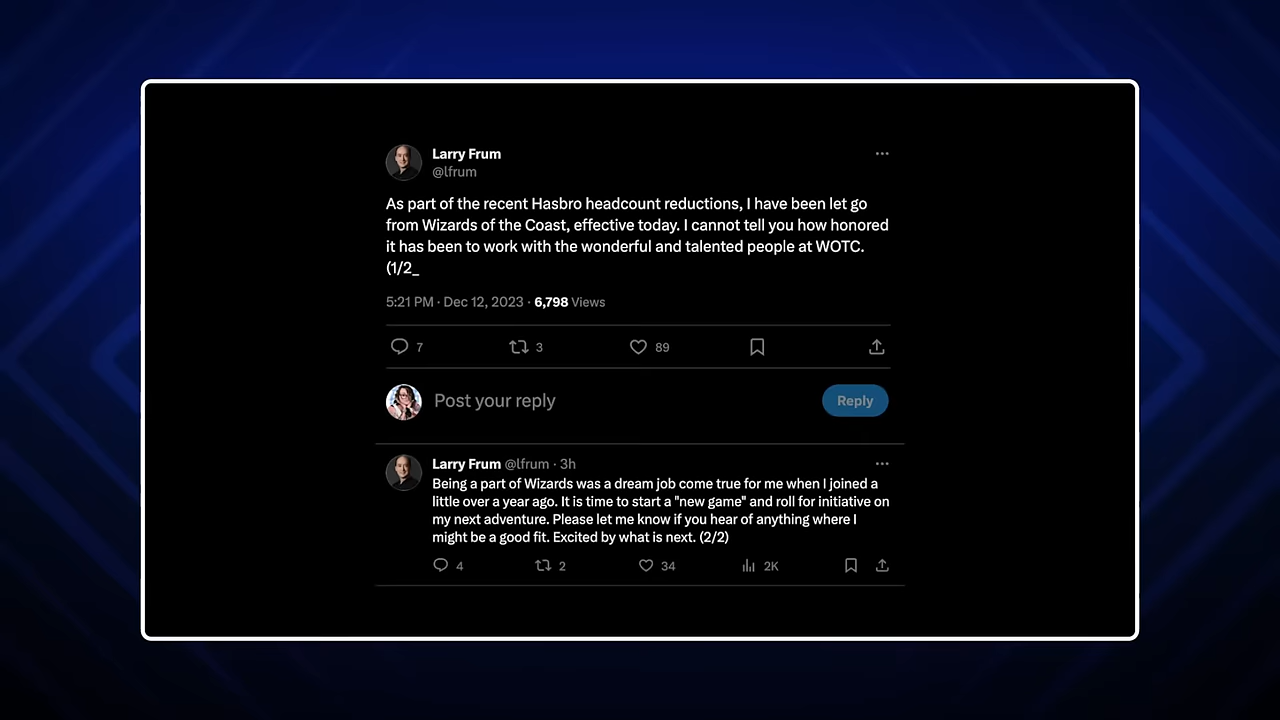 Larry Frum
@lfrum
As part of the recent Hasbro headcount reductions, I have been let go
from Wizards of the Coast, effective today. I cannot tell you how honored
it has been to work with the wonderful and talented people at WOTC.
(1/2_
5:21 PM · Dec 12, 2023 · 6,798 Views
7 3 89
Post your reply Reply
Larry Frum @lfrum · 3h
Being a part of Wizards was a dream job come true for me when I joined a
little over a year ago. It is time to start a "new game" and roll for initiative on
my next adventure. Please let me know if you hear of anything where I
might be a good fit. Excited by what is next. (2/2)
4 2 34 2K